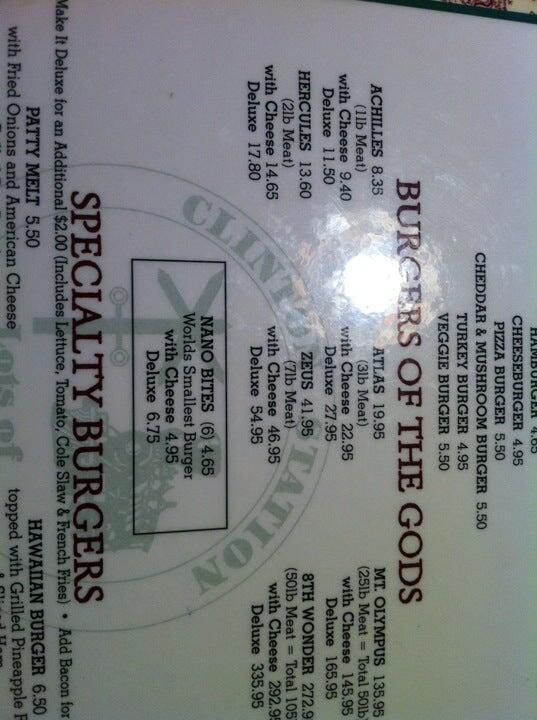 HAMBURGER 4.65
CHEESEBURGER 4.95
PIZZA BURGER 5.50
CHEDDAR & MUSHROOM BURGER 5.50
TURKEY BURGER 4.95
VEGGIE BURGER 5.50
BURGERS OF THE GODS
ACHILLES 8.35
(1lb Meat)
with Cheese 9.40
Deluxe 11.50
HERCULES 13.60
(2lb Meat)
with Cheese 14.65
Deluxe 17.80
ATLAS 19.95
(3lb Meat)
with Cheese 22.95
Deluxe 27.95
ZEUS 41.95
(7lb Meat)
with Cheese 46.95
Deluxe 54.95
MT. OLYMPUS 135.95
(25lb Meat = Total 50lb
with Cheese 145.95
Deluxe 165.95
8TH WONDER 272.9
(50lb Meat = Total 105
with Cheese 292.9
Deluxe 335.95
NANO BITES (6) 4.65
Worlds Smallest Burger
with Cheese 4.95
Deluxe 6.75
CLINTON STATION
SPECIALTY BURGERS
Make It Deluxe for an Additional $2.00 (Includes Lettuce, Tomato, Cole Slaw & French Fries) • Add Bacon for
PATTY MELT 5.50
with Fried Onions and American Cheese
HAWAIIAN BURGER 6.50
topped with Grilled Pineapple
Lots of